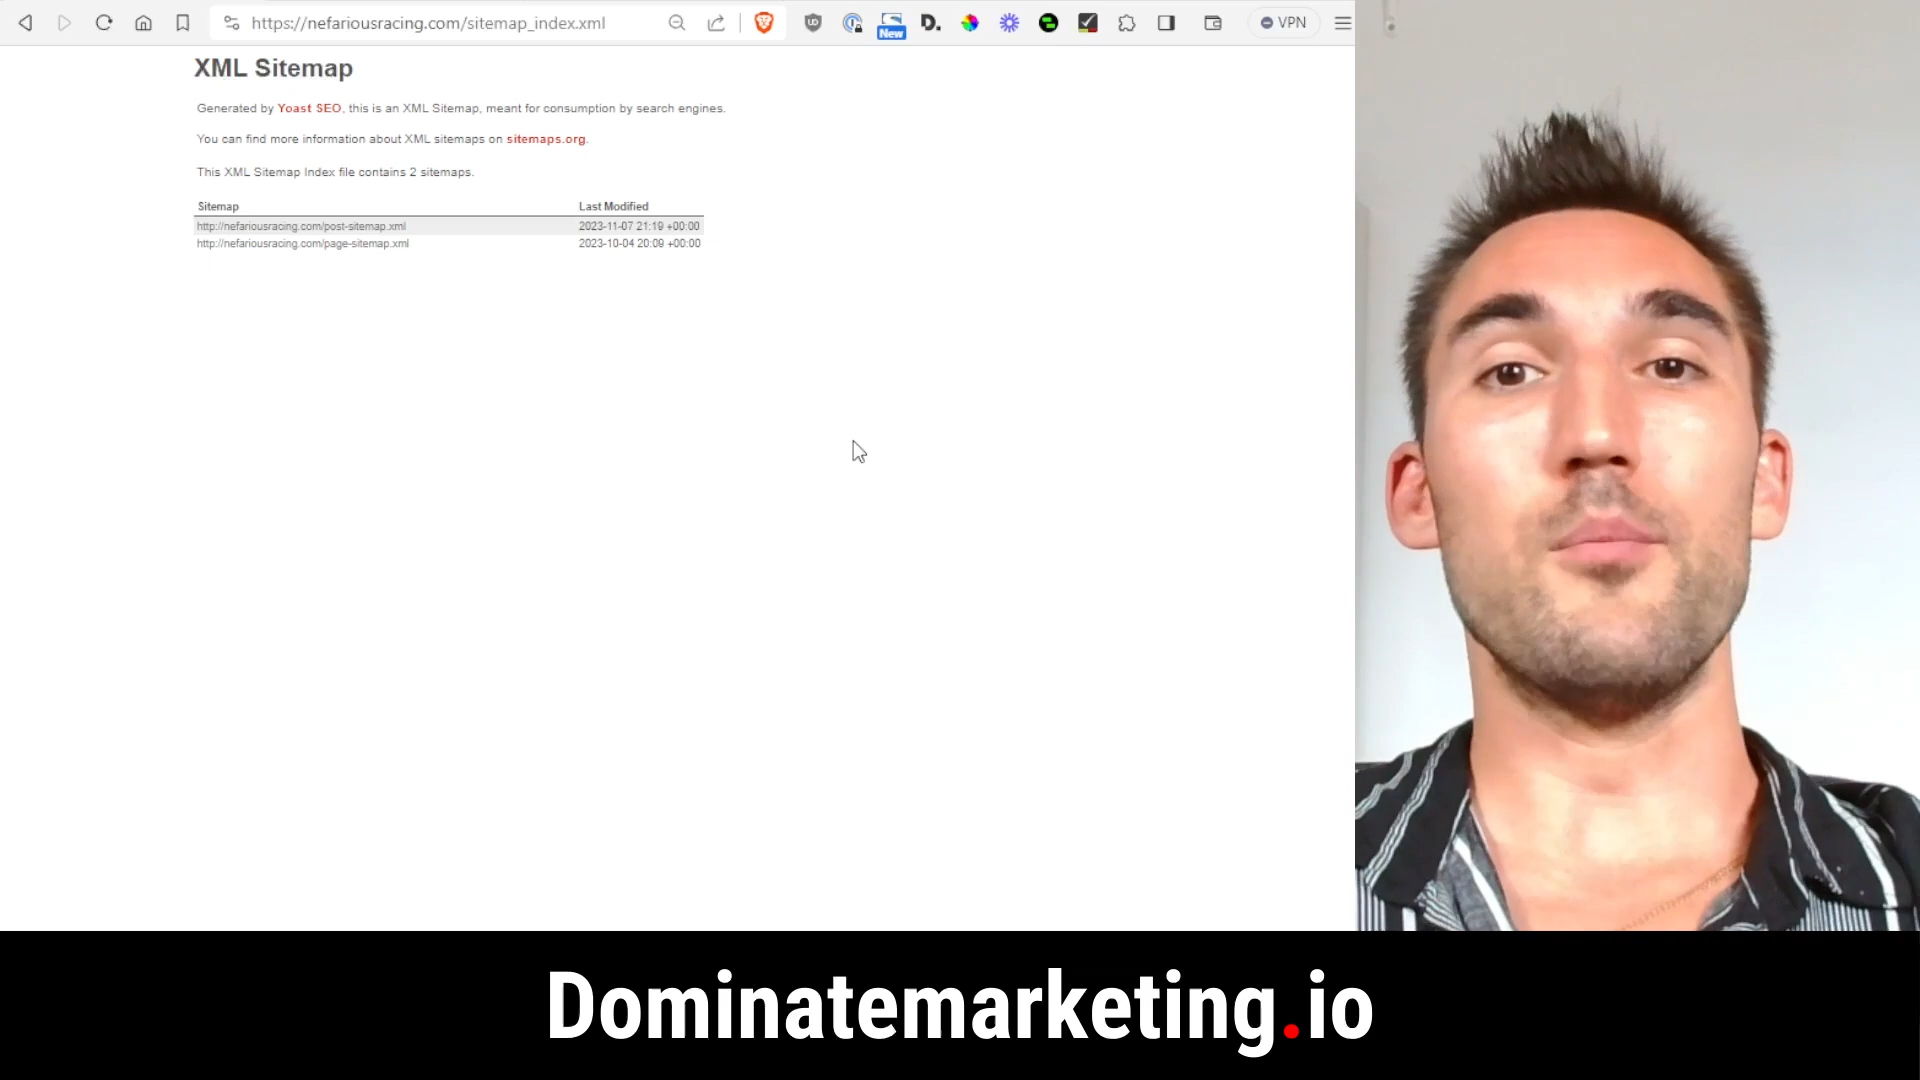 https://nefariousracing.com/sitemap_index.xml
New
D.
VPN
XML Sitemap
Generated by Yoast SEO, this is an XML Sitemap, meant for consumption by search engines.
You can find more information about XML sitemaps on sitemaps.org.
This XML Sitemap Index file contains 2 sitemaps.
Sitemap Last Modified
http://nefariousracing.com/post-sitemap.xml 2023-11-07 21:19 +00:00
http://nefariousracing.com/page-sitemap.xml 2023-10-04 20:09 +00:00
Dominatemarketing.io